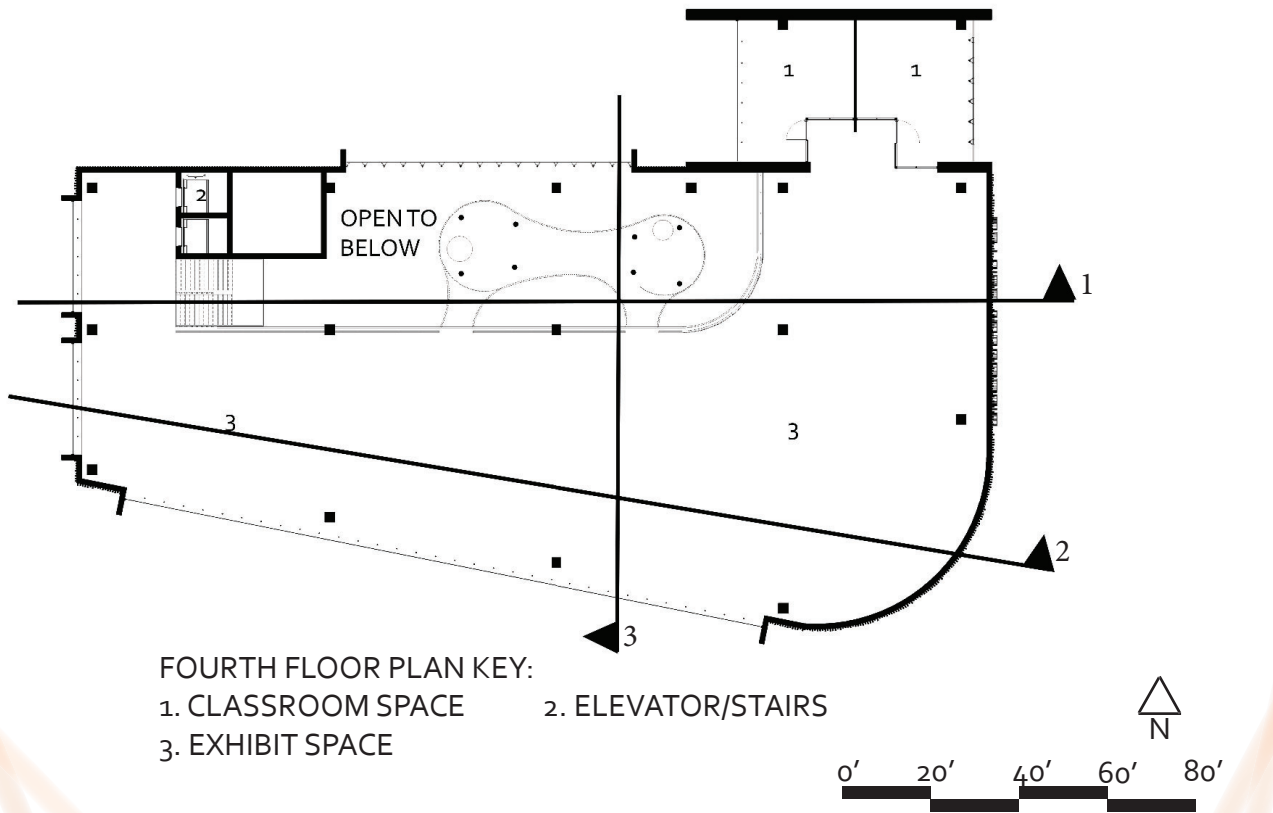 1 1
2
OPEN TO
BELOW
1
3
3
2
3
FOURTH FLOOR PLAN KEY:
1. CLASSROOM SPACE 2. ELEVATOR/STAIRS
3. EXHIBIT SPACE
N
0' 20' 40' 60' 80'